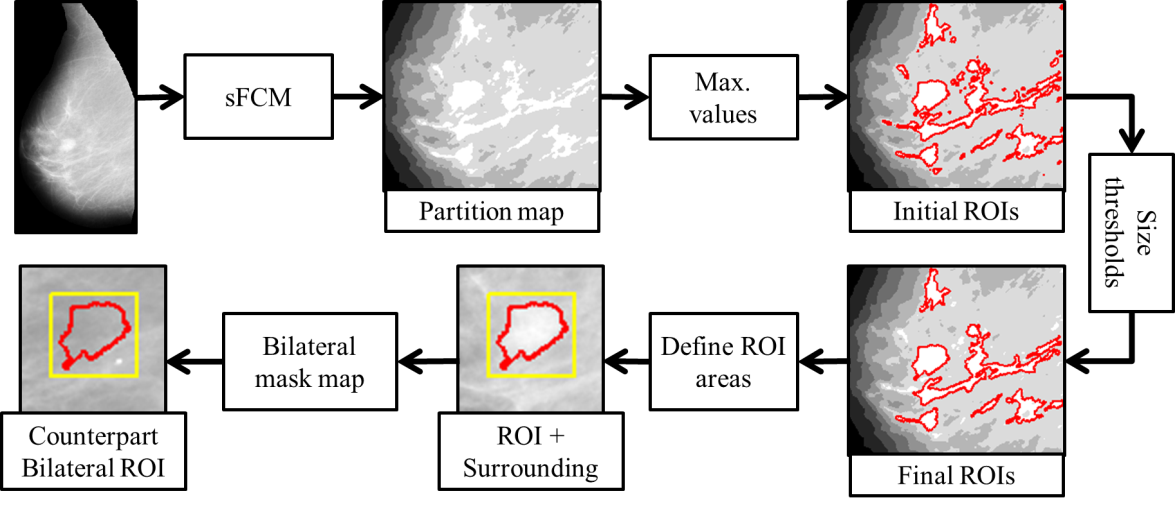 sFCM
Partition map
Max.
values
Initial ROIs
Size
thresholds
Final ROIs
Define ROI
areas
ROI +
Surrounding
Bilateral
mask map
Counterpart
Bilateral ROI